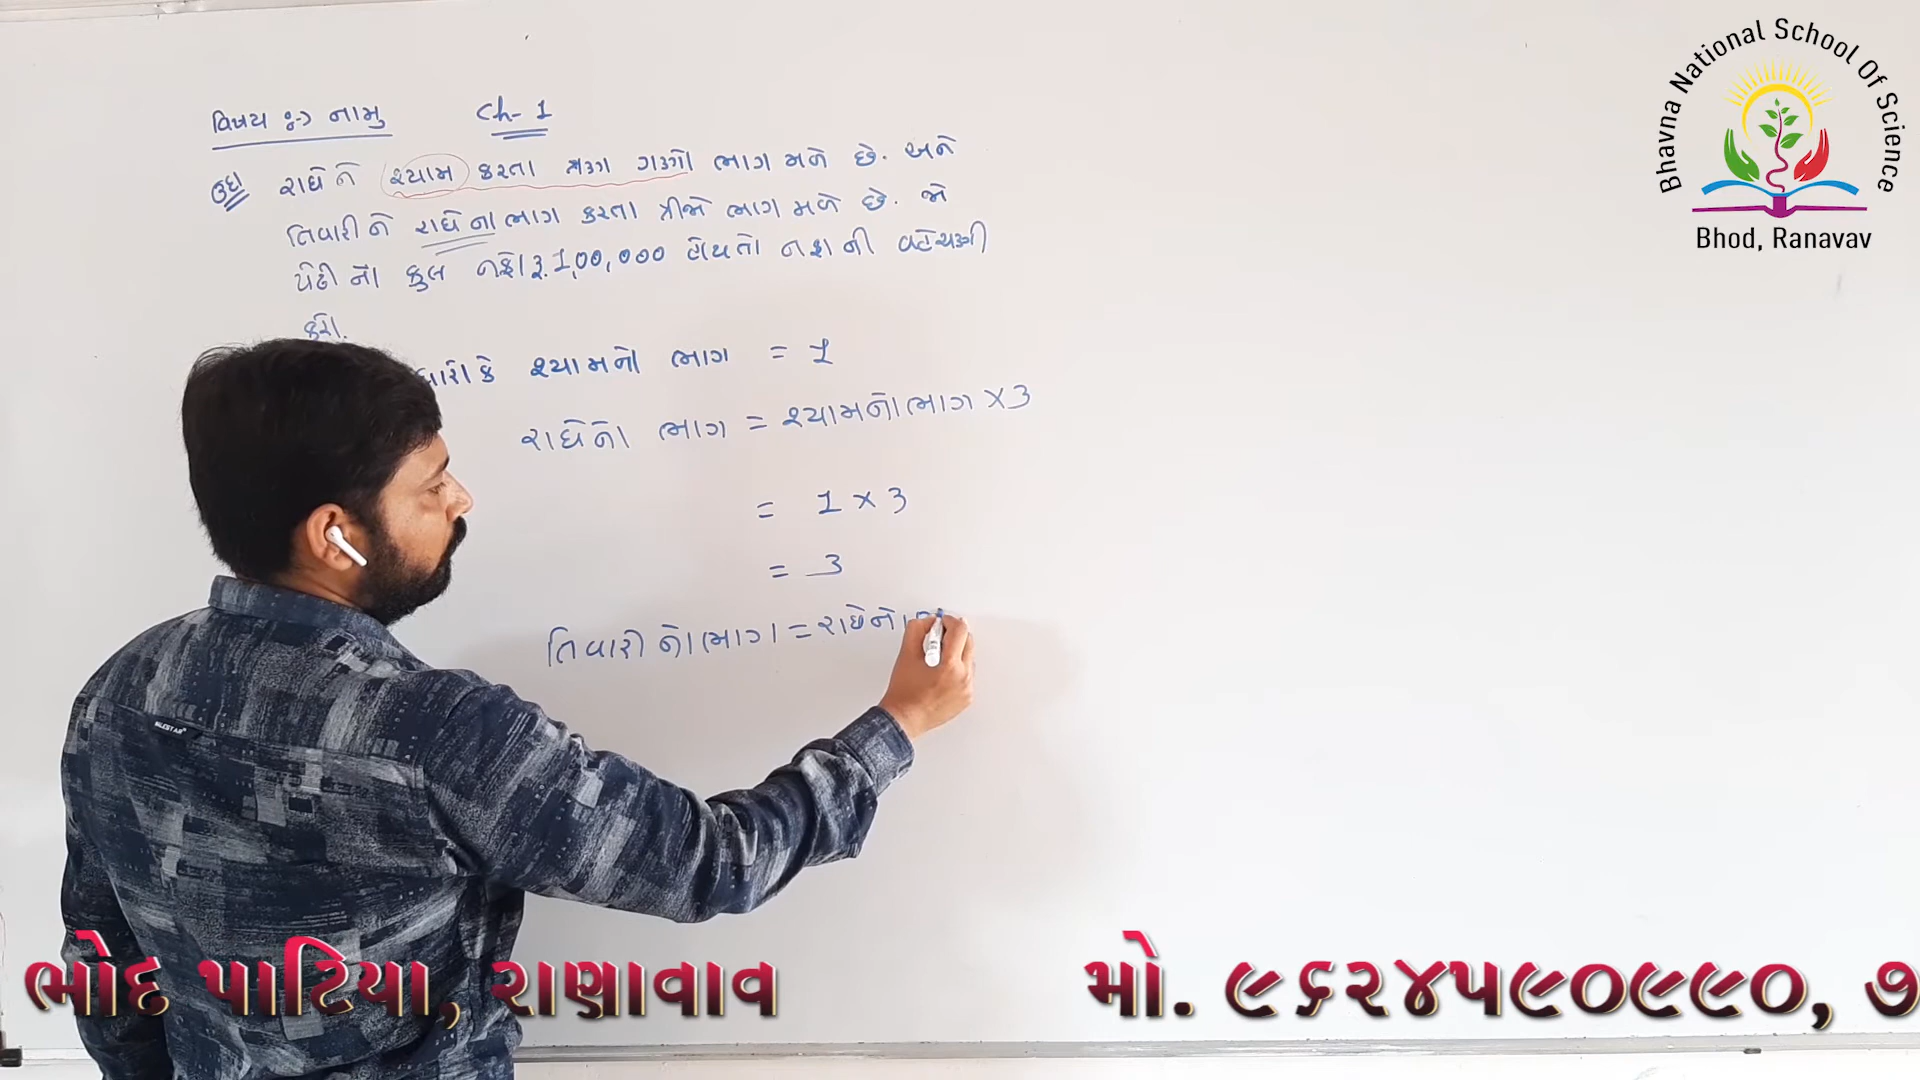 વિષય :-> નામુ Ch-1
ઉદા રાધેને શ્યામ કરતા ત્રણ ગણો ભાગ મળે છે. અને
તિવારીને રાધેના ભાગ કરતા ત્રીજો ભાગ મળે છે. જો
પેઢીનો કુલ નફો રૂ. 1,00,000 હોય તો નફાની વહેંચણી
કરો.
ધારો કે શ્યામનો ભાગ = 1
રાધેનો ભાગ = શ્યામનો ભાગ × 3
= 1 × 3
= 3
તિવારીનો ભાગ = રાધેનો
Bhavna National School Of Science
Bhod, Ranavav
ભોદ પાટિયા, રાણાવાવ મો. ૯૬૨૪૫૯૦૯૯૦, ૭